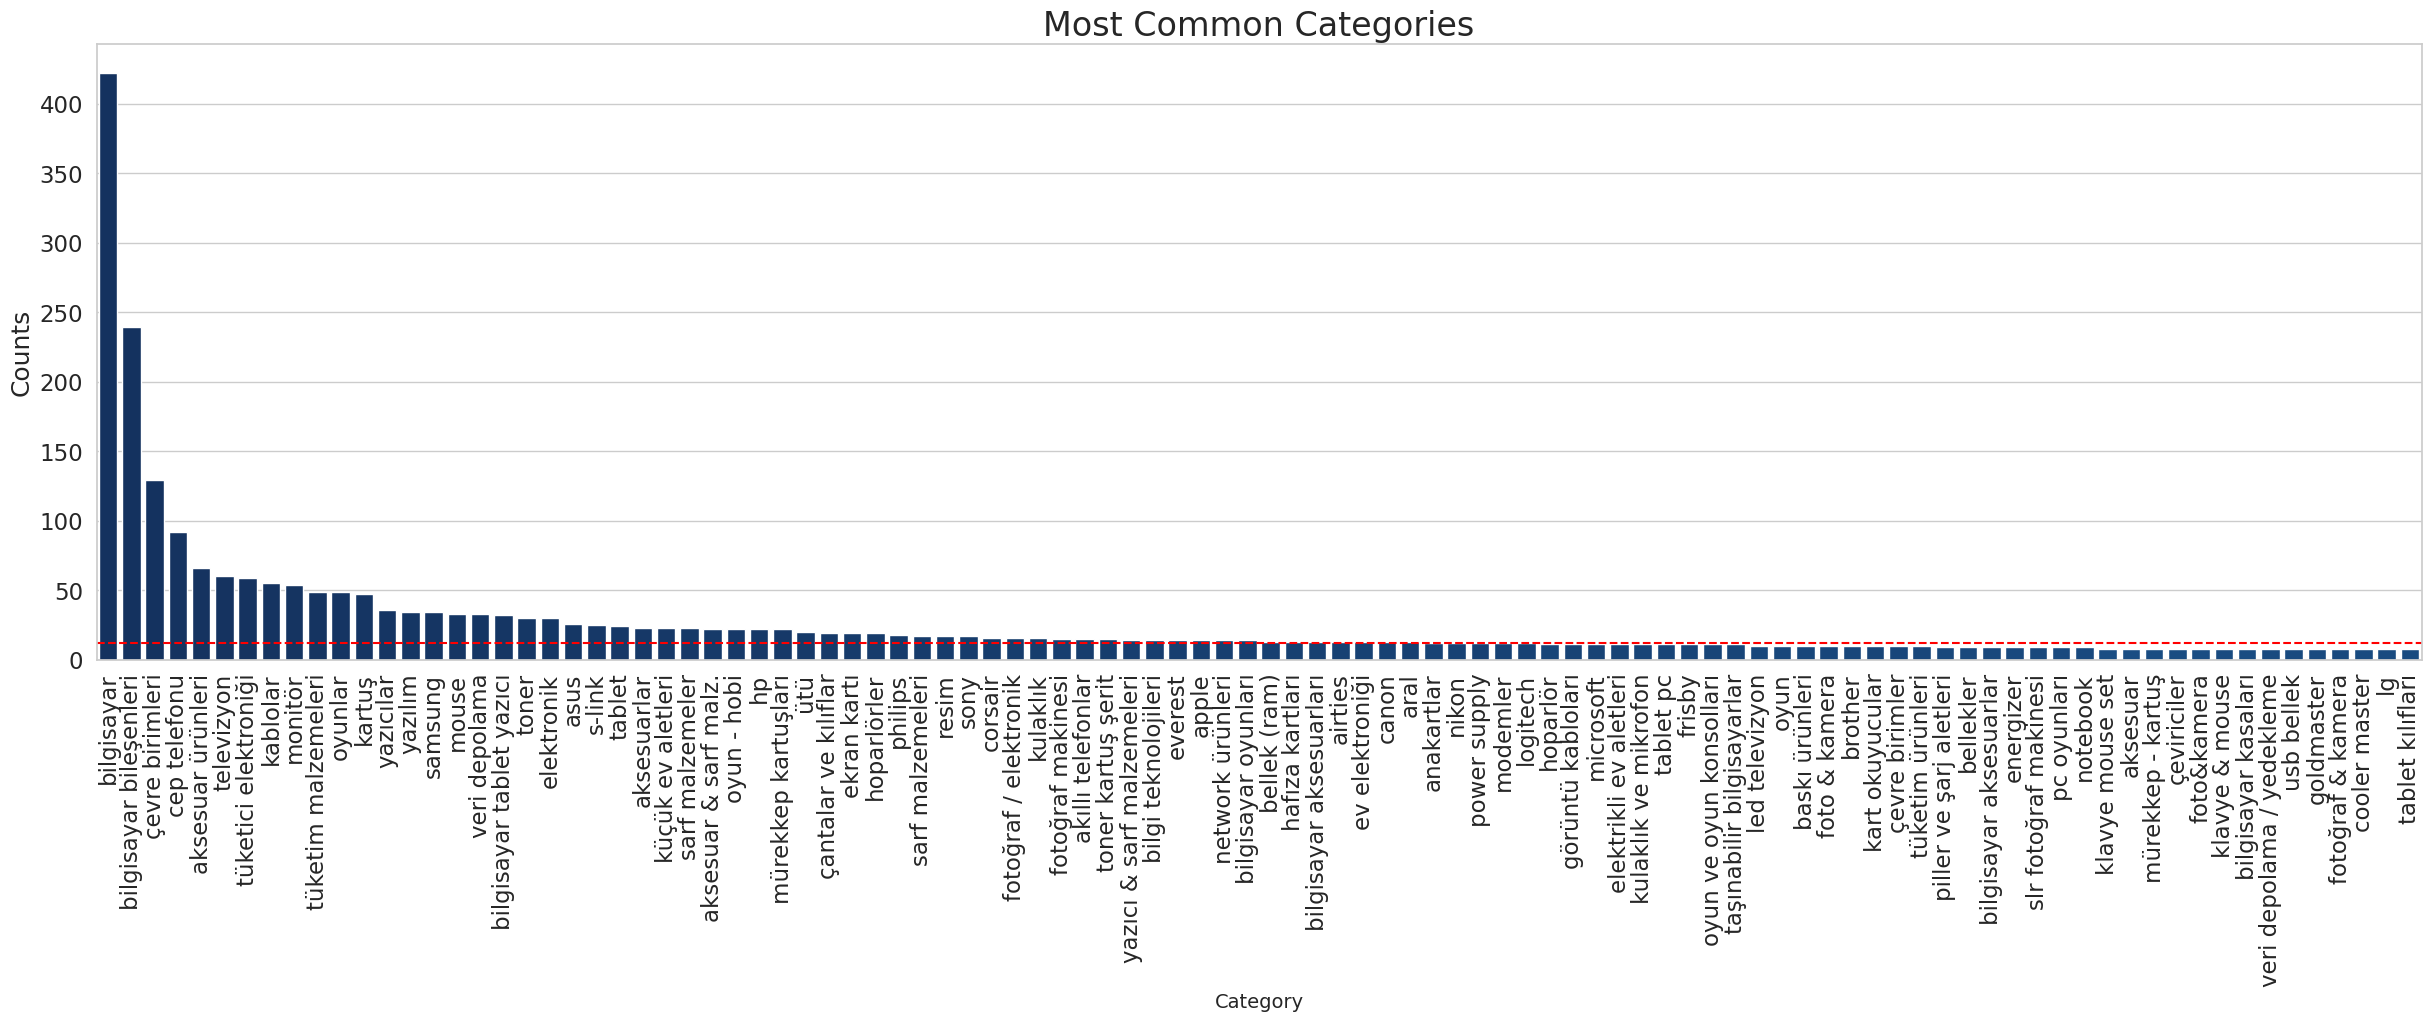 Most Common Categories
Counts
400
350
300
250
200
150
100
50
0
bilgisayar
bilgisayar bileşenleri
çevre birimleri
cep telefonu
aksesuar ürünleri
televizyon
tüketici elektroniği
kablolar
monitör
tüketim malzemeleri
oyunlar
kartuş
yazıcılar
yazılım
samsung
mouse
veri depolama
bilgisayar tablet yazıcı
toner
elektronik
asus
s-link
tablet
aksesuarlar
küçük ev aletleri
sarf malzemeler
aksesuar & sarf malz.
oyun - hobi
hp
mürekkep kartuşları
ütü
çantalar ve kılıflar
ekran kartı
hoparlörler
philips
sarf malzemeleri
resim
sony
corsair
fotoğraf / elektronik
kulaklık
fotoğraf makinesi
akıllı telefonlar
toner kartuş şerit
yazıcı & sarf malzemeleri
bilgi teknolojileri
everest
apple
network ürünleri
bilgisayar oyunları
bellek (ram)
hafıza kartları
bilgisayar aksesuarları
airties
ev elektroniği
canon
aral
anakartlar
nikon
power supply
modemler
logitech
hoparlör
görüntü kabloları
microsoft
elektrikli ev aletleri
kulaklık ve mikrofon
tablet pc
frisby
oyun ve oyun konsolları
taşınabilir bilgisayarlar
led televizyon
oyun
baskı ürünleri
foto & kamera
brother
kart okuyucular
çevre birimler
tüketim ürünleri
piller ve şarj aletleri
bellekler
bilgisayar aksesuarlar
energizer
slr fotoğraf makinesi
pc oyunları
notebook
klavye mouse set
aksesuar
mürekkep - kartuş
çeviriciler
foto&kamera
klavye & mouse
bilgisayar kasaları
veri depolama / yedekleme
usb bellek
goldmaster
fotoğraf & kamera
cooler master
lg
tablet kılıfları
Category